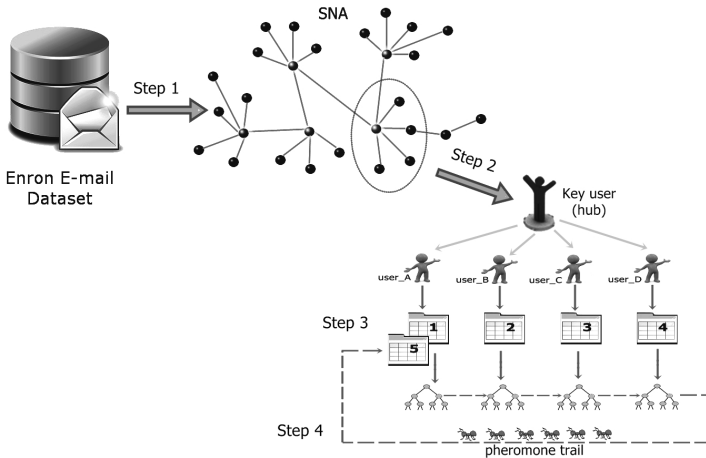 SNA
Step 1
Enron E-mail
Dataset
Step 2
Key user
(hub)
user_A
user_B
user_C
user_D
Step 3
1
2
3
4
5
Step 4
pheromone trail